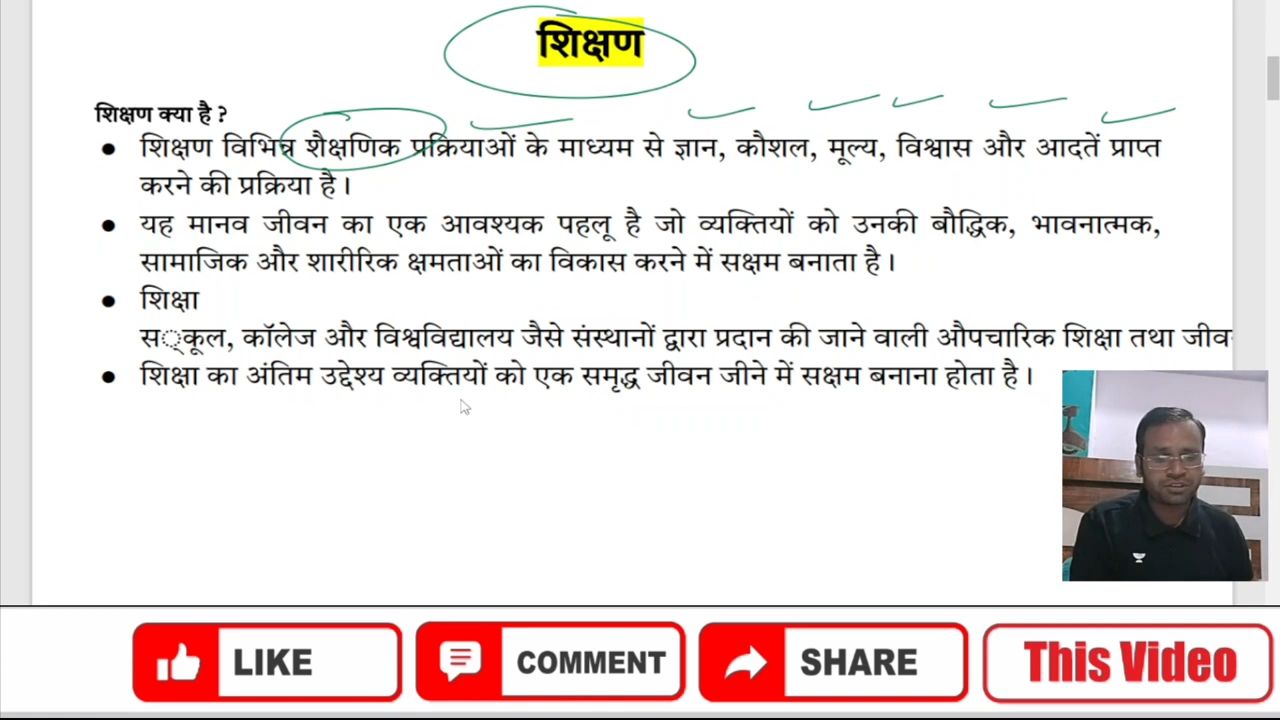 शिक्षण
शिक्षण क्या है ?
● शिक्षण विभिन्न शैक्षणिक प्रक्रियाओं के माध्यम से ज्ञान, कौशल, मूल्य, विश्वास और आदतें प्राप्त
करने की प्रक्रिया है।
● यह मानव जीवन का एक आवश्यक पहलू है जो व्यक्तियों को उनकी बौद्धिक, भावनात्मक,
सामाजिक और शारीरिक क्षमताओं का विकास करने में सक्षम बनाता है।
● शिक्षा
स्कूल, कॉलेज और विश्वविद्यालय जैसे संस्थानों द्वारा प्रदान की जाने वाली औपचारिक शिक्षा तथा जीव
● शिक्षा का अंतिम उद्देश्य व्यक्तियों को एक समृद्ध जीवन जीने में सक्षम बनाना होता है।
LIKE COMMENT SHARE This Video